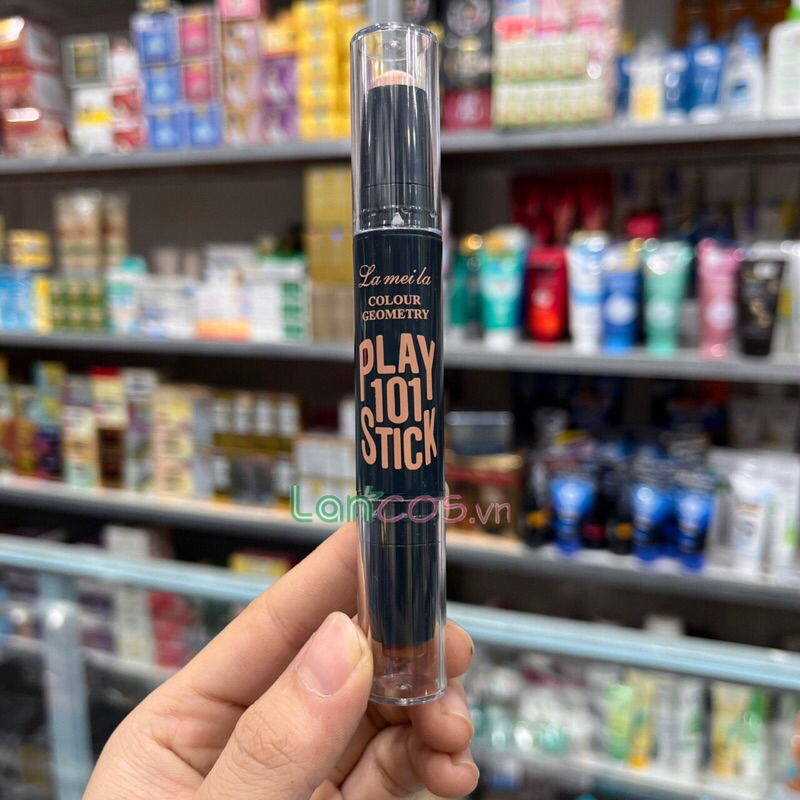 La mei la
COLOUR
GEOMETRY
PLAY
101
STICK
Lancos.vn